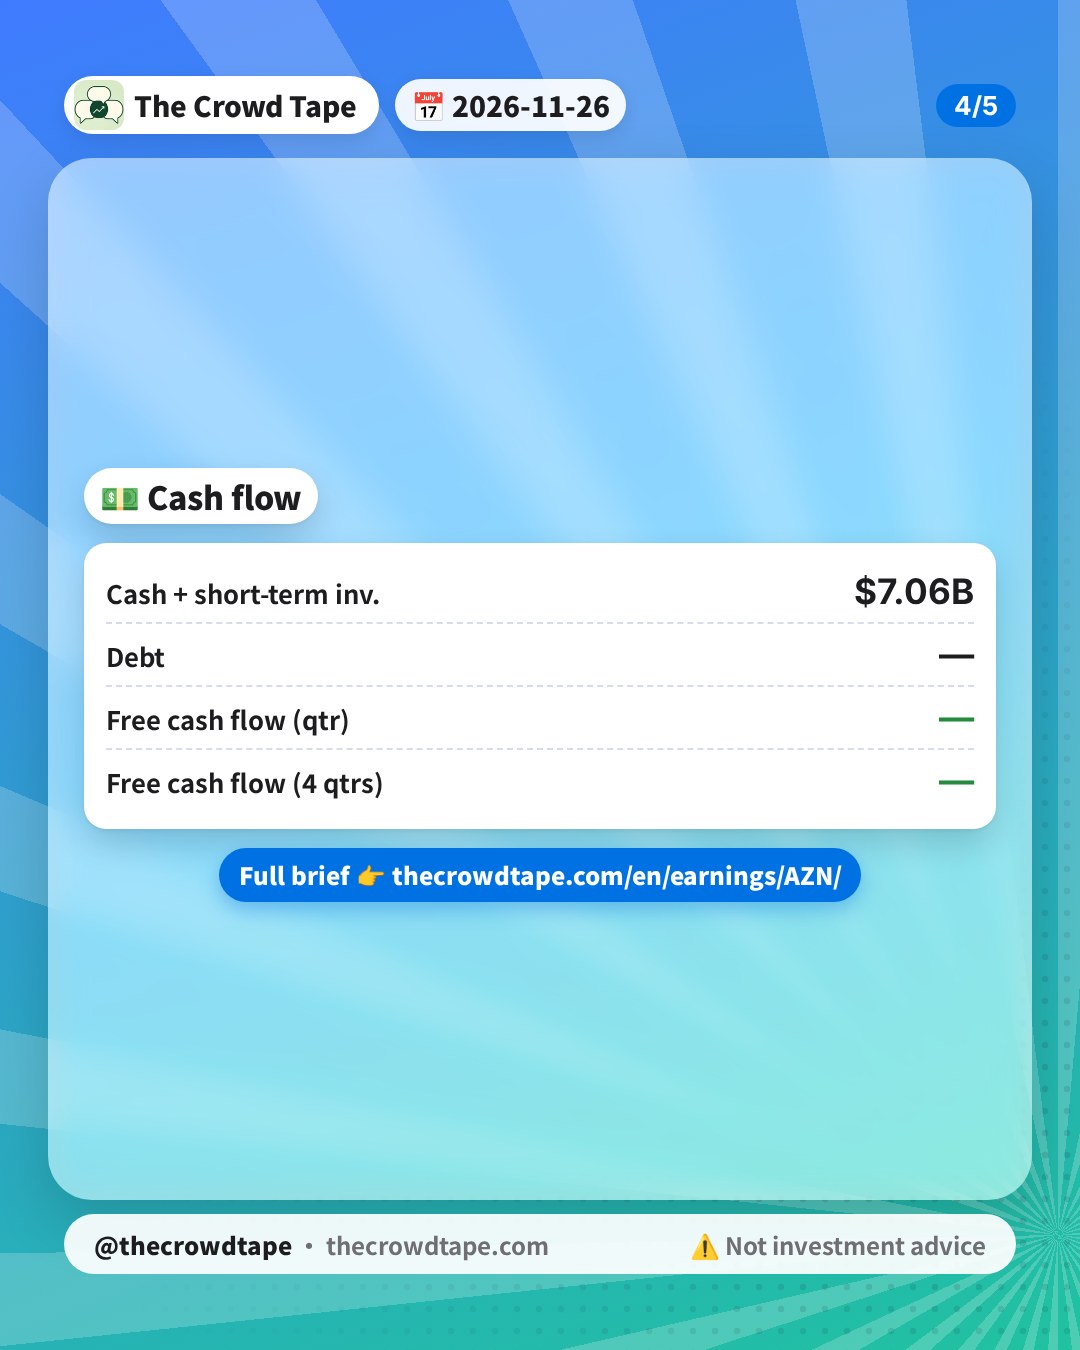 The Crowd Tape
📅 2026-11-26
4/5
💵 Cash flow
Cash + short-term inv. $7.06B
Debt —
Free cash flow (qtr) —
Free cash flow (4 qtrs) —
Full brief 👉 thecrowdtape.com/en/earnings/AZN/
@thecrowdtape • thecrowdtape.com ⚠️ Not investment advice